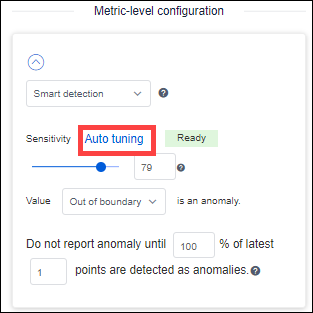 Metric-level configuration
Smart detection
Sensitivity Auto tuning Ready
79
Value Out of boundary is an anomaly.
Do not report anomaly until 100 % of latest
1 points are detected as anomalies.